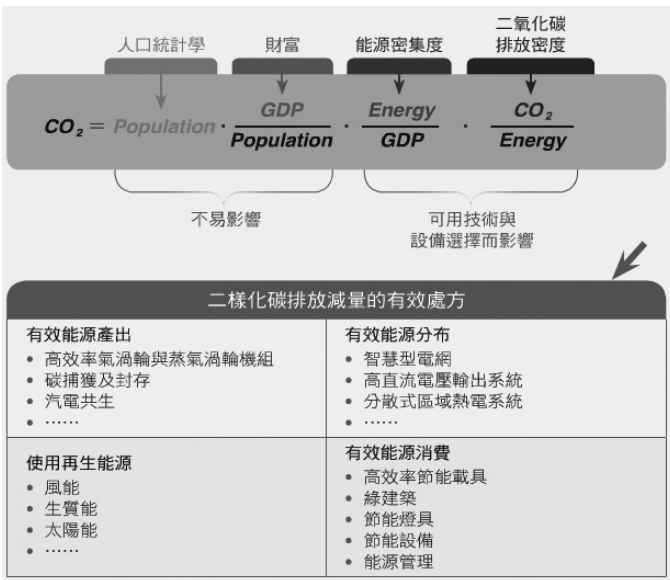 人口統計學
財富
能源密集度
二氧化碳
排放密度
CO₂ = Population · GDP / Population · Energy / GDP · CO₂ / Energy
不易影響
可用技術與
設備選擇而影響
二樣化碳排放減量的有效處方
有效能源產出
• 高效率氣渦輪與蒸氣渦輪機組
• 碳捕獲及封存
• 汽電共生
• ……
有效能源分布
• 智慧型電網
• 高直流電壓輸出系統
• 分散式區域熱電系統
• ……
使用再生能源
• 風能
• 生質能
• 太陽能
• ……
有效能源消費
• 高效率節能載具
• 綠建築
• 節能燈具
• 節能設備
• 能源管理